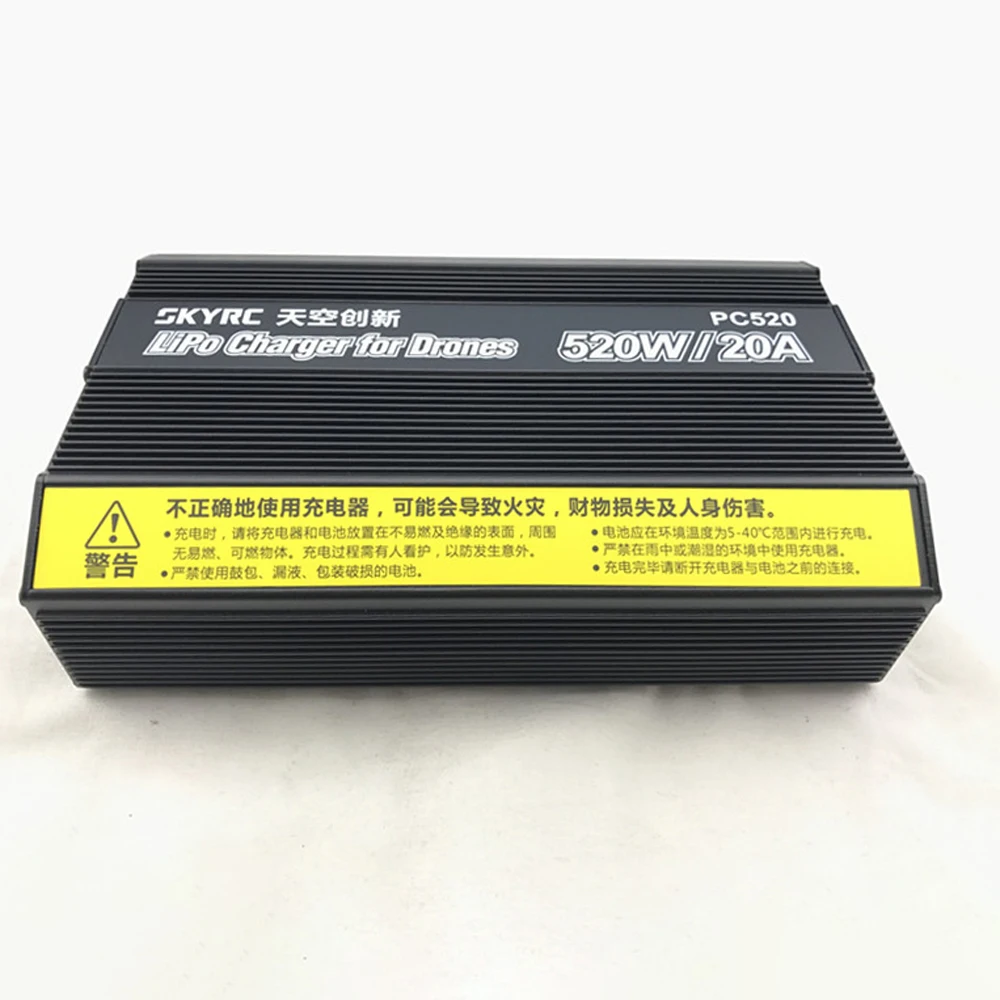 SKYRC 天空创新
PC520
LiPo Charger for Drones
520W/20A
警告
不正确地使用充电器，可能会导致火灾，财物损失及人身伤害。
•充电时，请将充电器和电池放置在不易燃及绝缘的表面，周围
无易燃、可燃物体。充电过程需有人看护，以防发生意外。
•严禁使用鼓包、漏液、包装破损的电池。
•电池应在环境温度为5-40℃范围内进行充电。
•严禁在雨中或潮湿的环境中使用充电器。
•充电完毕请断开充电器与电池之前的连接。